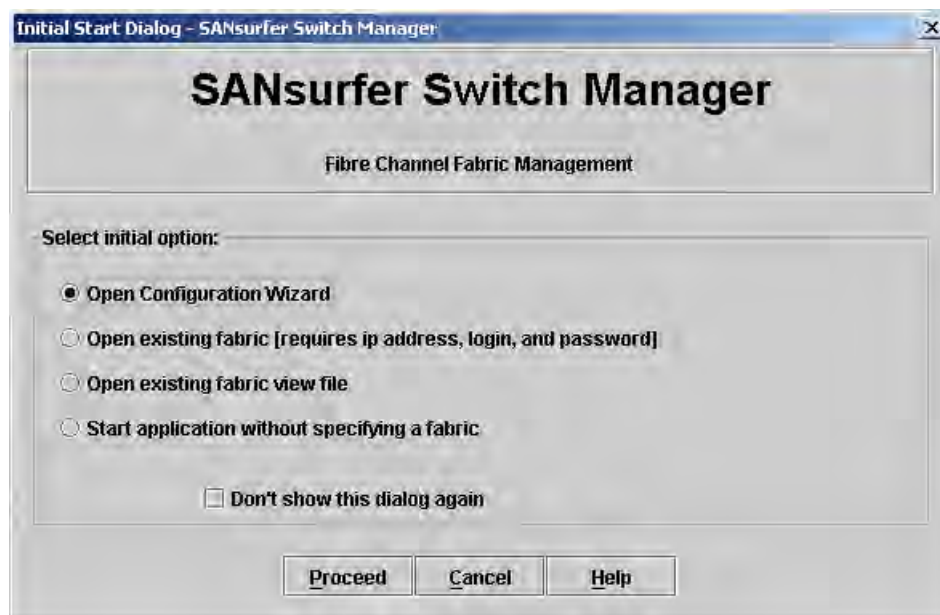 Initial Start Dialog - SANsurfer Switch Manager
SANsurfer Switch Manager
Fibre Channel Fabric Management
Select initial option:
Open Configuration Wizard
Open existing fabric [requires ip address, login, and password]
Open existing fabric view file
Start application without specifying a fabric
Don't show this dialog again
Proceed Cancel Help